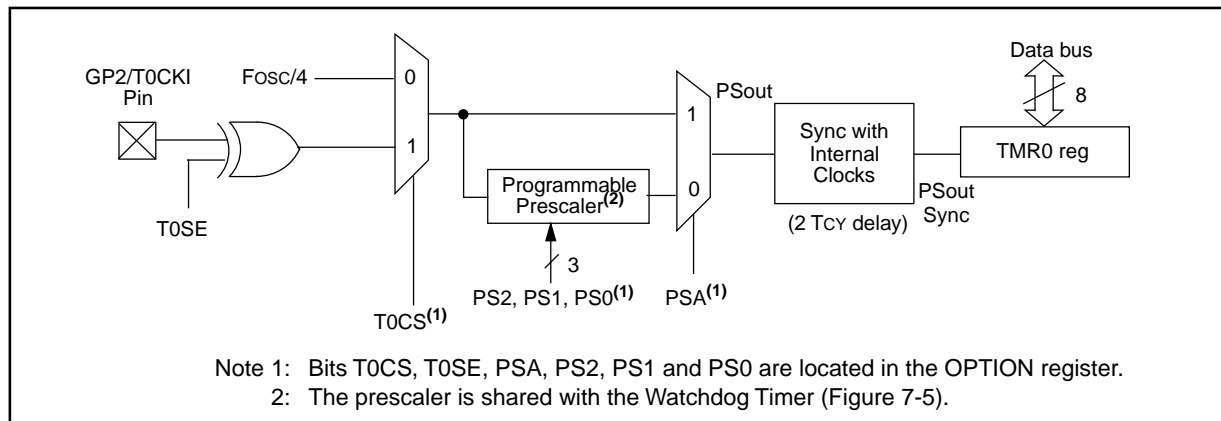 GP2/T0CKI
Pin
FOSC/4
T0SE
0
1
T0CS(1)
Programmable
Prescaler(2)
3
PS2, PS1, PS0(1)
1
0
PSA(1)
PSout
Sync with
Internal
Clocks
(2 TCY delay)
PSout
Sync
Data bus
8
TMR0 reg
Note 1: Bits T0CS, T0SE, PSA, PS2, PS1 and PS0 are located in the OPTION register.
2: The prescaler is shared with the Watchdog Timer (Figure 7-5).